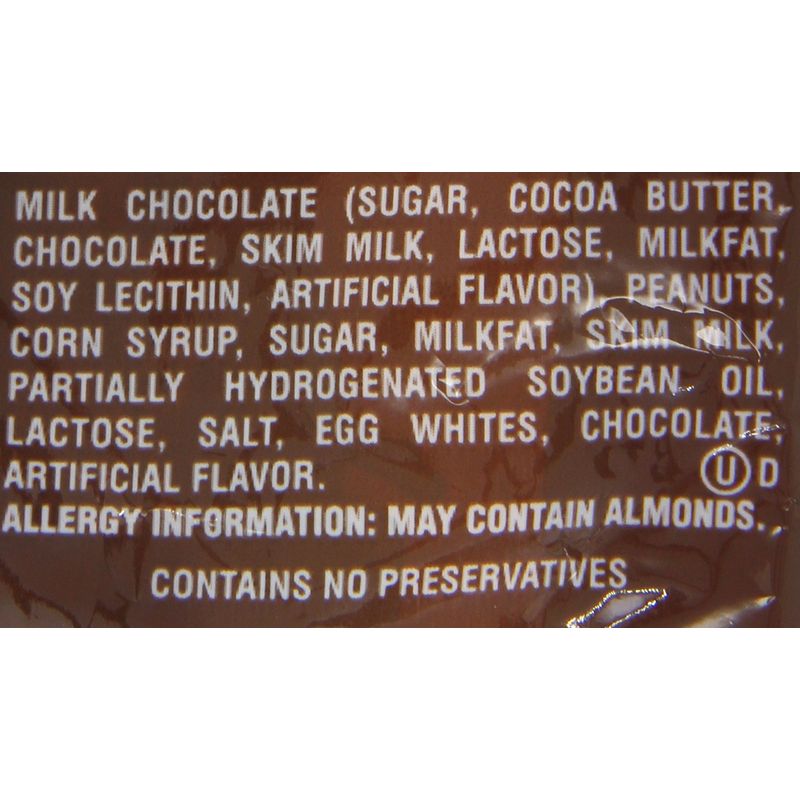 MILK CHOCOLATE (SUGAR, COCOA BUTTER,
CHOCOLATE, SKIM MILK, LACTOSE, MILKFAT,
SOY LECITHIN, ARTIFICIAL FLAVOR), PEANUTS,
CORN SYRUP, SUGAR, MILKFAT, SKIM MILK,
PARTIALLY HYDROGENATED SOYBEAN OIL,
LACTOSE, SALT, EGG WHITES, CHOCOLATE,
ARTIFICIAL FLAVOR. Ⓤ D
ALLERGY INFORMATION: MAY CONTAIN ALMONDS.
CONTAINS NO PRESERVATIVES